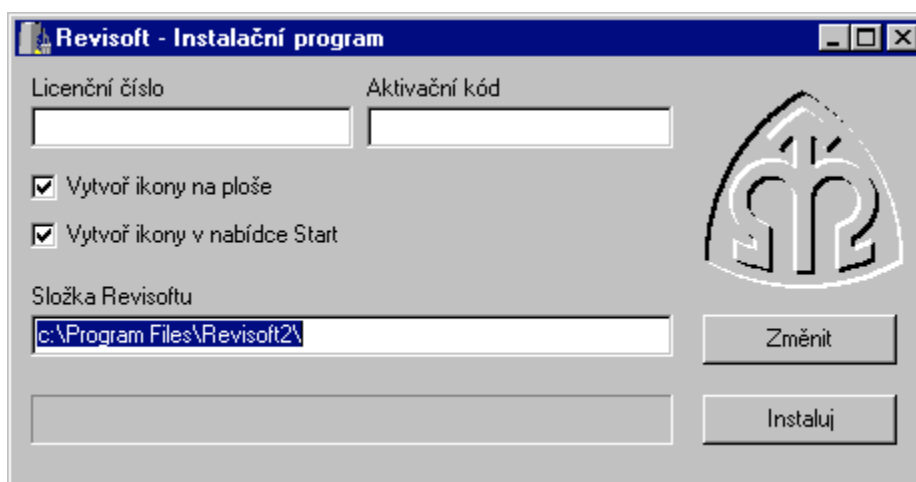 Revisoft - Instalační program
Licenční číslo
Aktivační kód
Vytvoř ikony na ploše
Vytvoř ikony v nabídce Start
Složka Revisoftu
c:\Program Files\Revisoft2\
Změnit
Instaluj